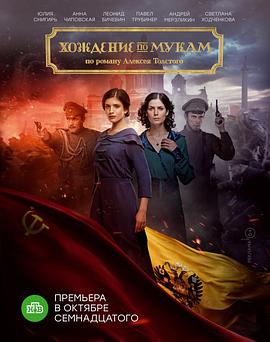 ЮЛИЯ АННА ЛЕОНИД ПАВЕЛ АНДРЕЙ СВЕТЛАНА
СНИГИРЬ ЧИПОВСКАЯ БИЧЕВИН ТРУБИНЕР МЕРЗЛИКИН ХОДЧЕНКОВА
ХОЖДЕНИЕ ПО МУКАМ
по роману Алексея Толстого
НТВ
ПРЕМЬЕРА
В ОКТЯБРЕ
СЕМНАДЦАТОГО